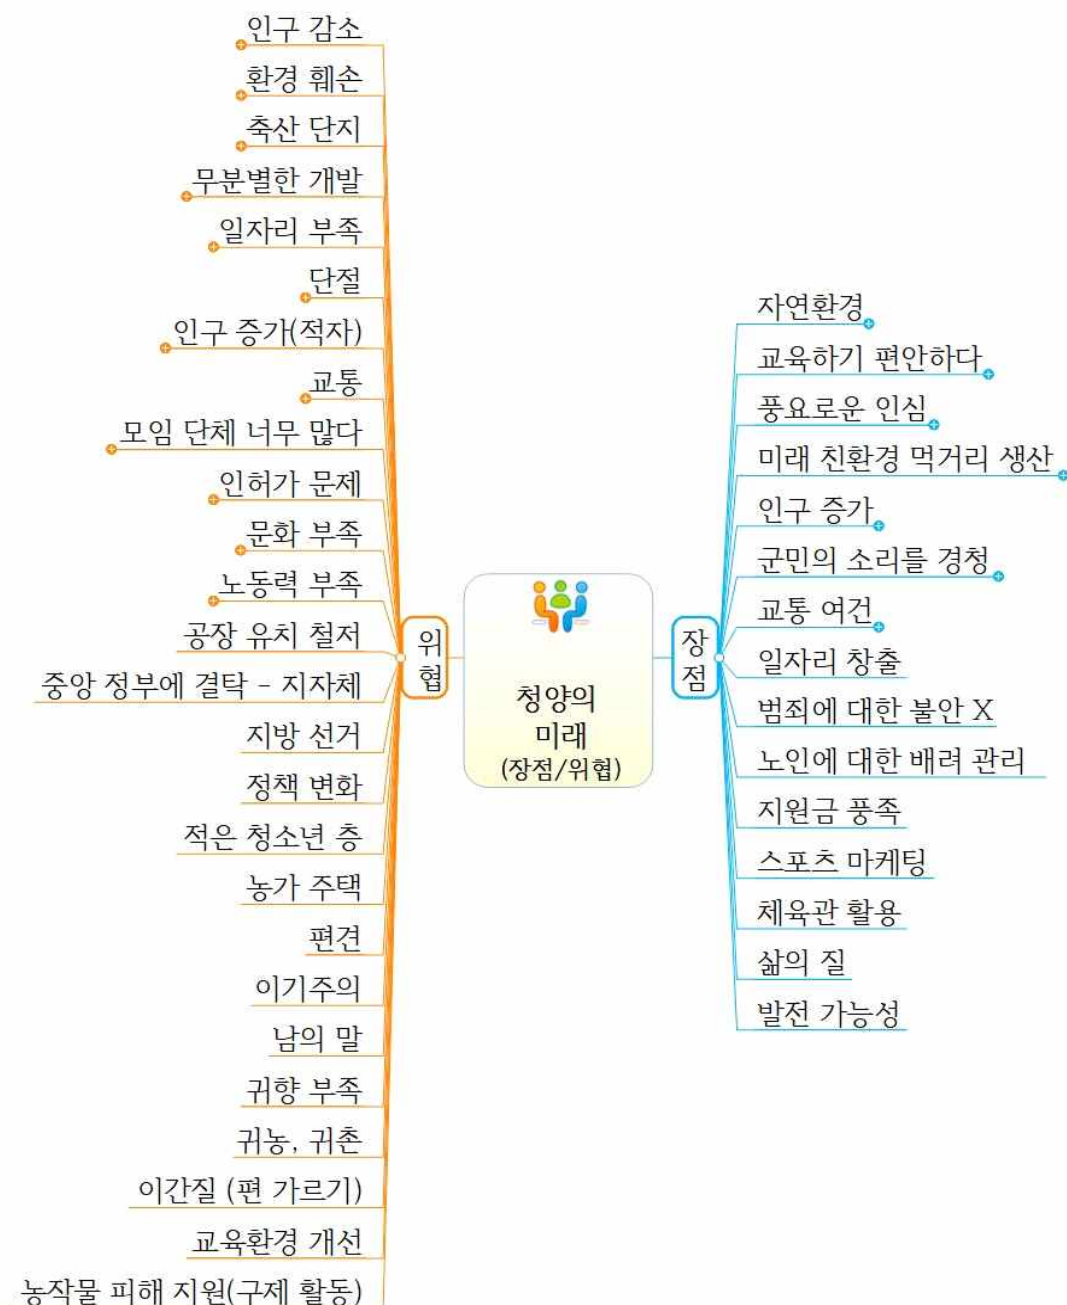 인구 감소
환경 훼손
축산 단지
무분별한 개발
일자리 부족
단절
인구 증가(적자)
교통
모임 단체 너무 많다
인허가 문제
문화 부족
노동력 부족
공장 유치 철저
중앙 정부에 결탁 - 지자체
지방 선거
정책 변화
적은 청소년 층
농가 주택
편견
이기주의
남의 말
귀향 부족
귀농, 귀촌
이간질 (편 가르기)
교육환경 개선
농작물 피해 지원(구제 활동)
위
협
청양의
미래
(장점/위협)
장
점
자연환경
교육하기 편안하다
풍요로운 인심
미래 친환경 먹거리 생산
인구 증가
군민의 소리를 경청
교통 여건
일자리 창출
범죄에 대한 불안 X
노인에 대한 배려 관리
지원금 풍족
스포츠 마케팅
체육관 활용
삶의 질
발전 가능성